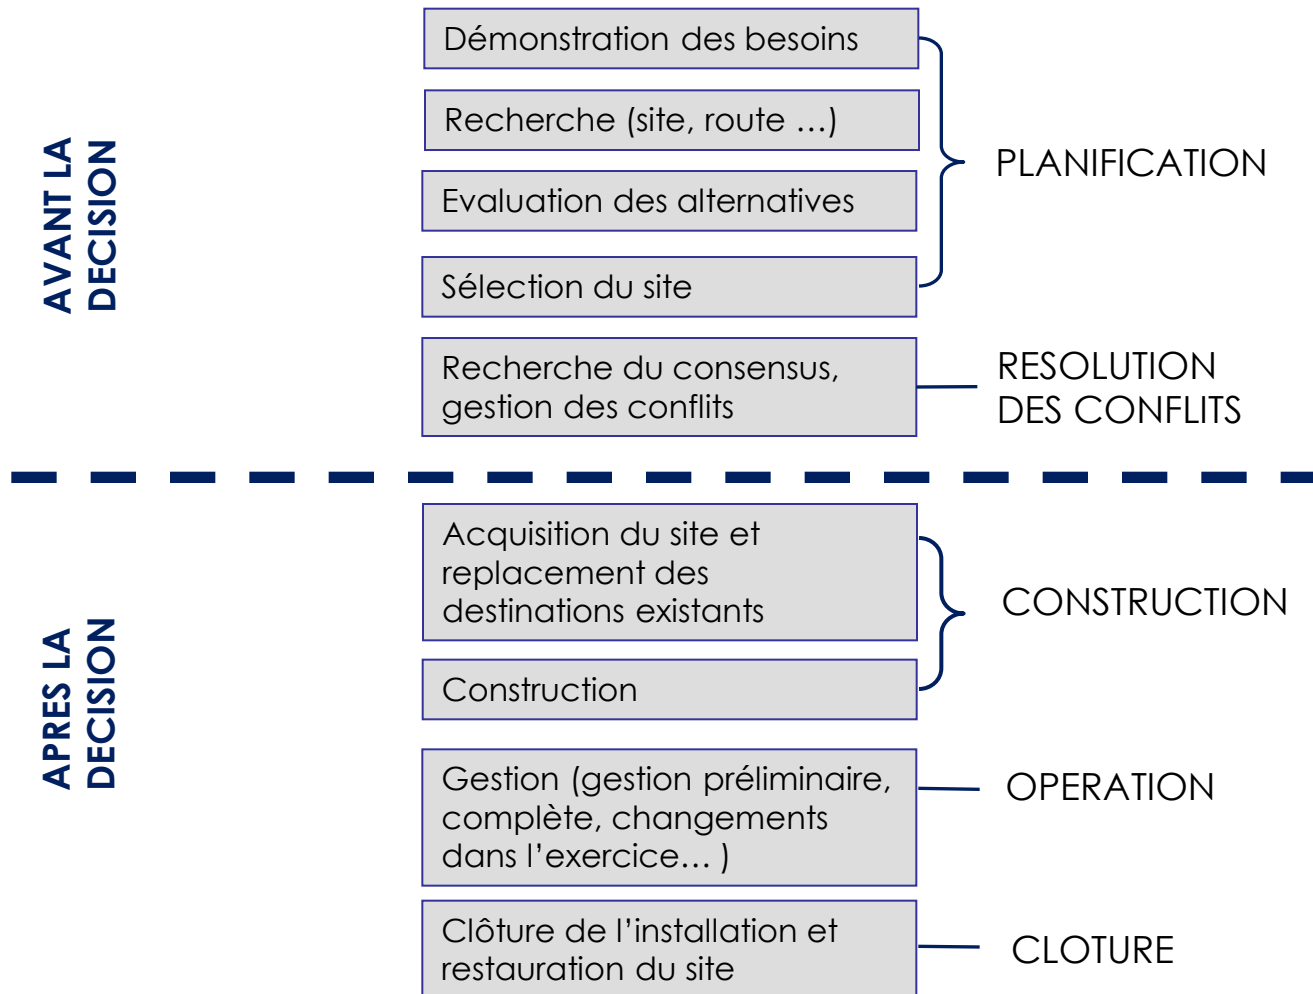 AVANT LA
DECISION
Démonstration des besoins
Recherche (site, route …)
Evaluation des alternatives
Sélection du site
PLANIFICATION
Recherche du consensus,
gestion des conflits
RESOLUTION
DES CONFLITS
APRES LA
DECISION
Acquisition du site et
replacement des
destinations existants
Construction
CONSTRUCTION
Gestion (gestion préliminaire,
complète, changements
dans l’exercice… )
OPERATION
Clôture de l’installation et
restauration du site
CLOTURE